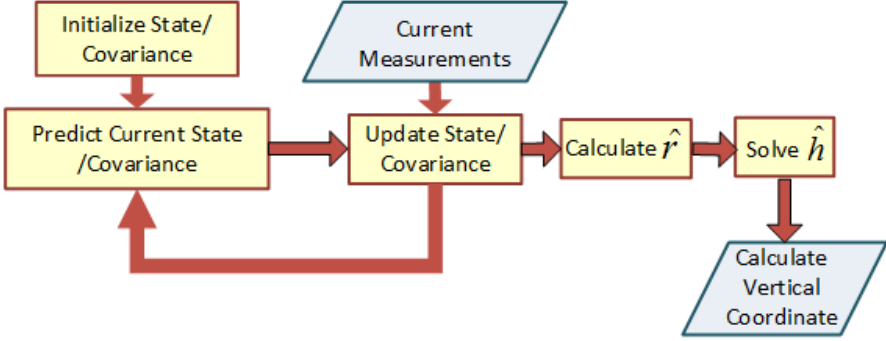 Initialize State/
Covariance
Current
Measurements
Predict Current State
/Covariance
Update State/
Covariance
Calculate r̂
Solve ĥ
Calculate
Vertical
Coordinate